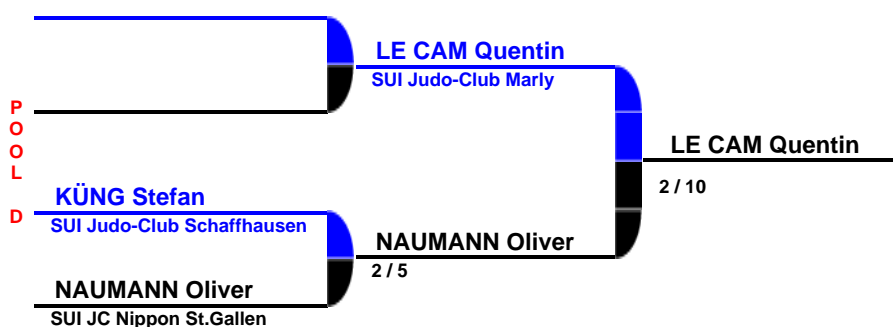 LE CAM Quentin
SUI Judo-Club Marly
POOL D
LE CAM Quentin
2 / 10
KÜNG Stefan
SUI Judo-Club Schaffhausen
NAUMANN Oliver
2 / 5
NAUMANN Oliver
SUI JC Nippon St.Gallen